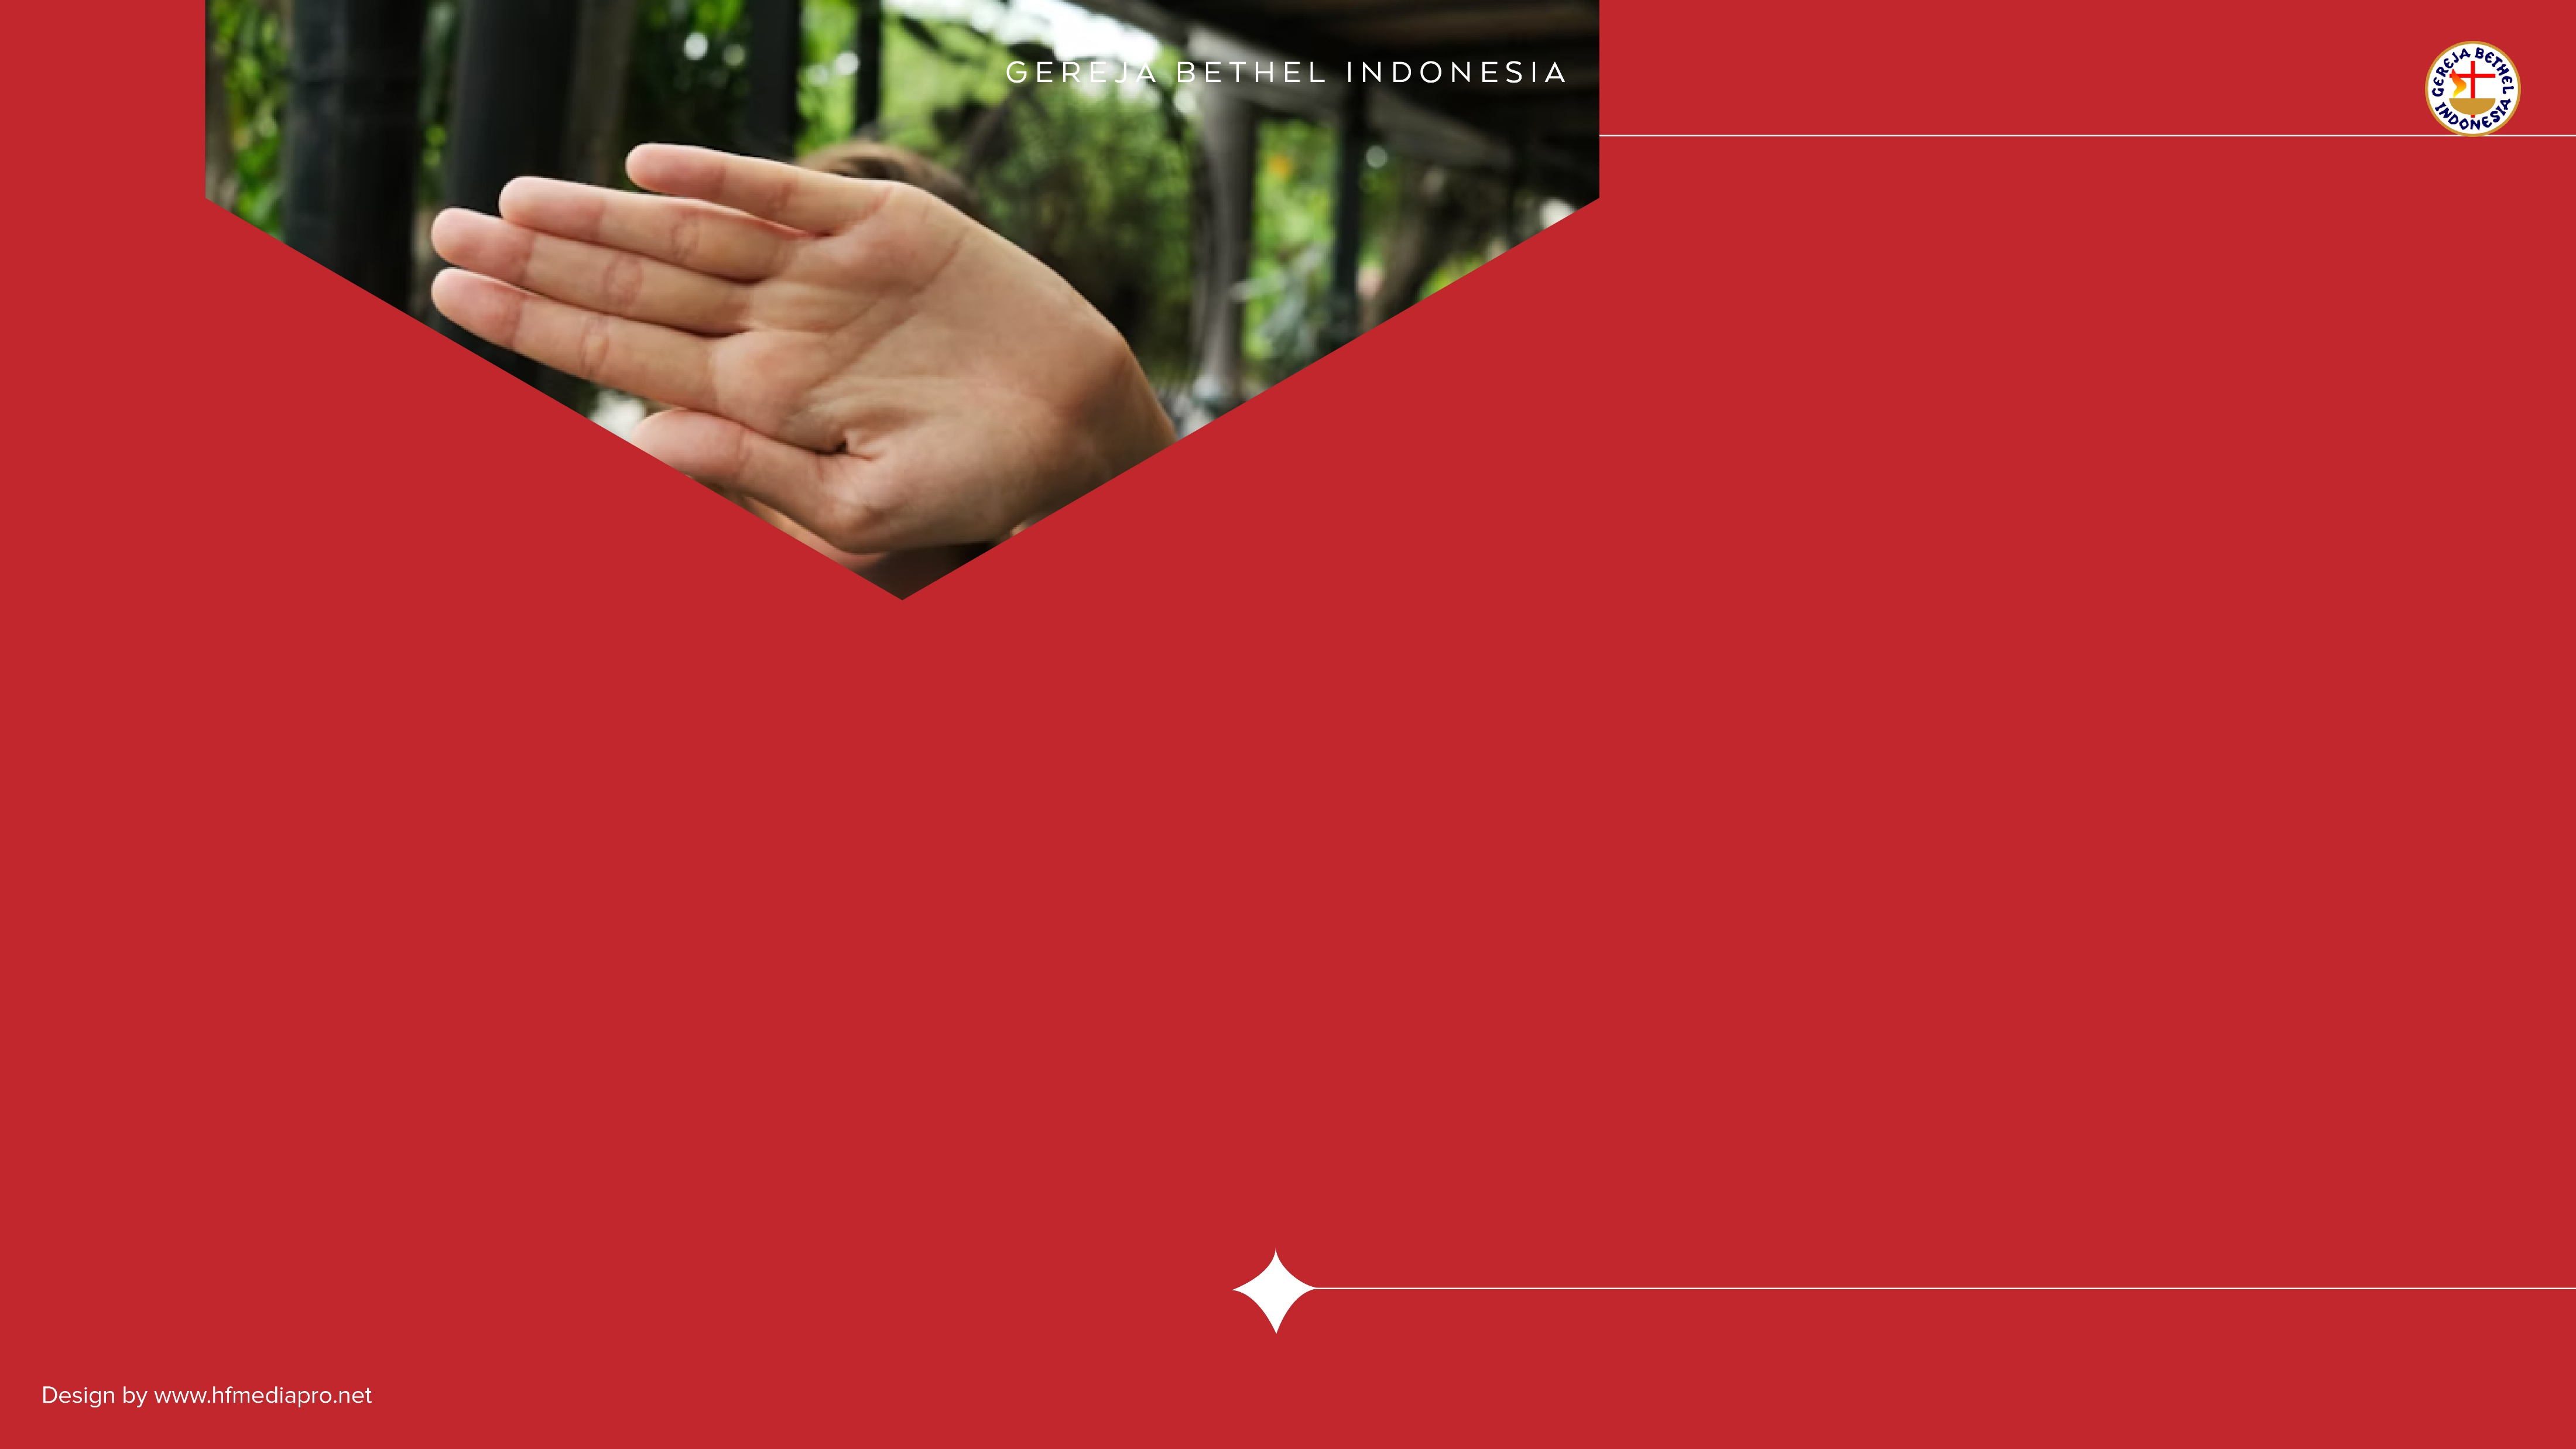 GEREJA BETHEL INDONESIA
GEREJA BETHEL
INDONESIA
Design by www.hfmediapro.net